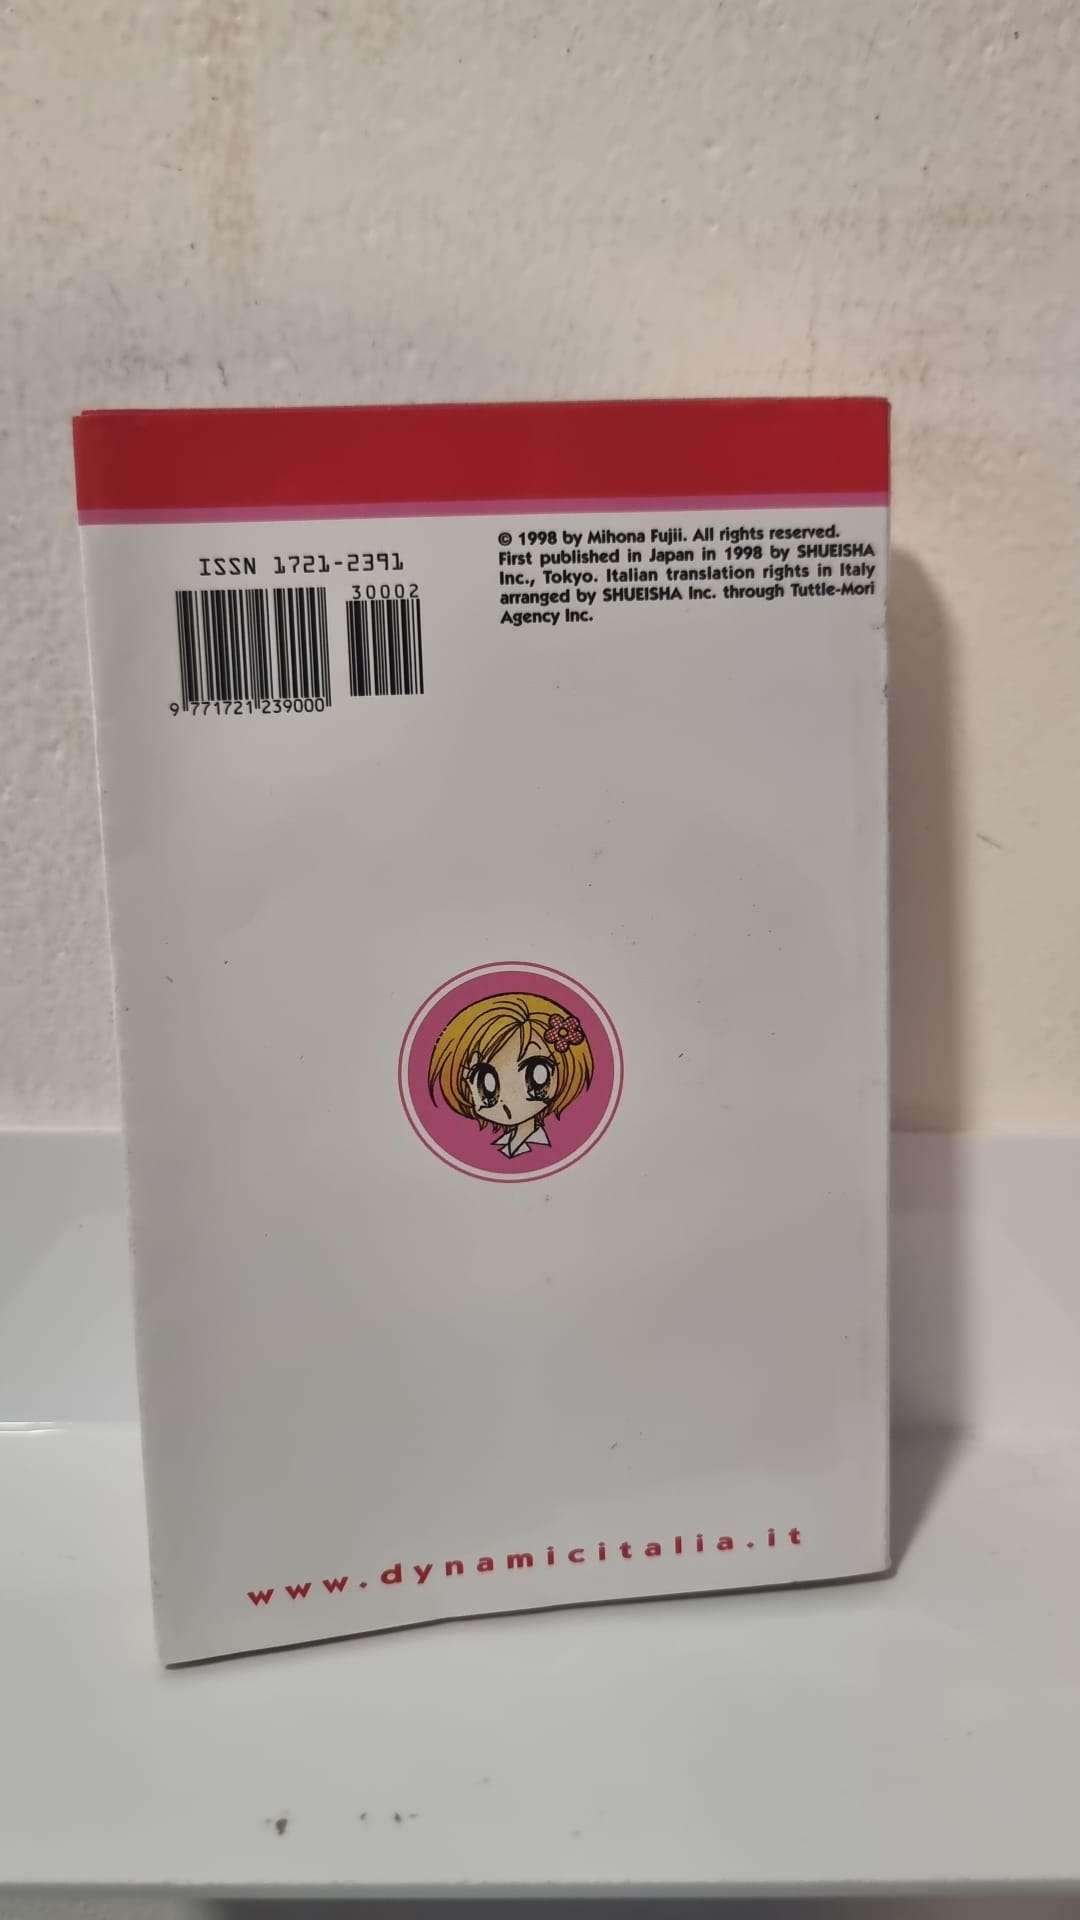 ISSN 1721-2391
30002
9 771721 239000
© 1998 by Mihona Fujii. All rights reserved.
First published in Japan in 1998 by SHUEISHA
Inc., Tokyo. Italian translation rights in Italy
arranged by SHUEISHA Inc. through Tuttle-Mori
Agency Inc.
www.dynamicitalia.it